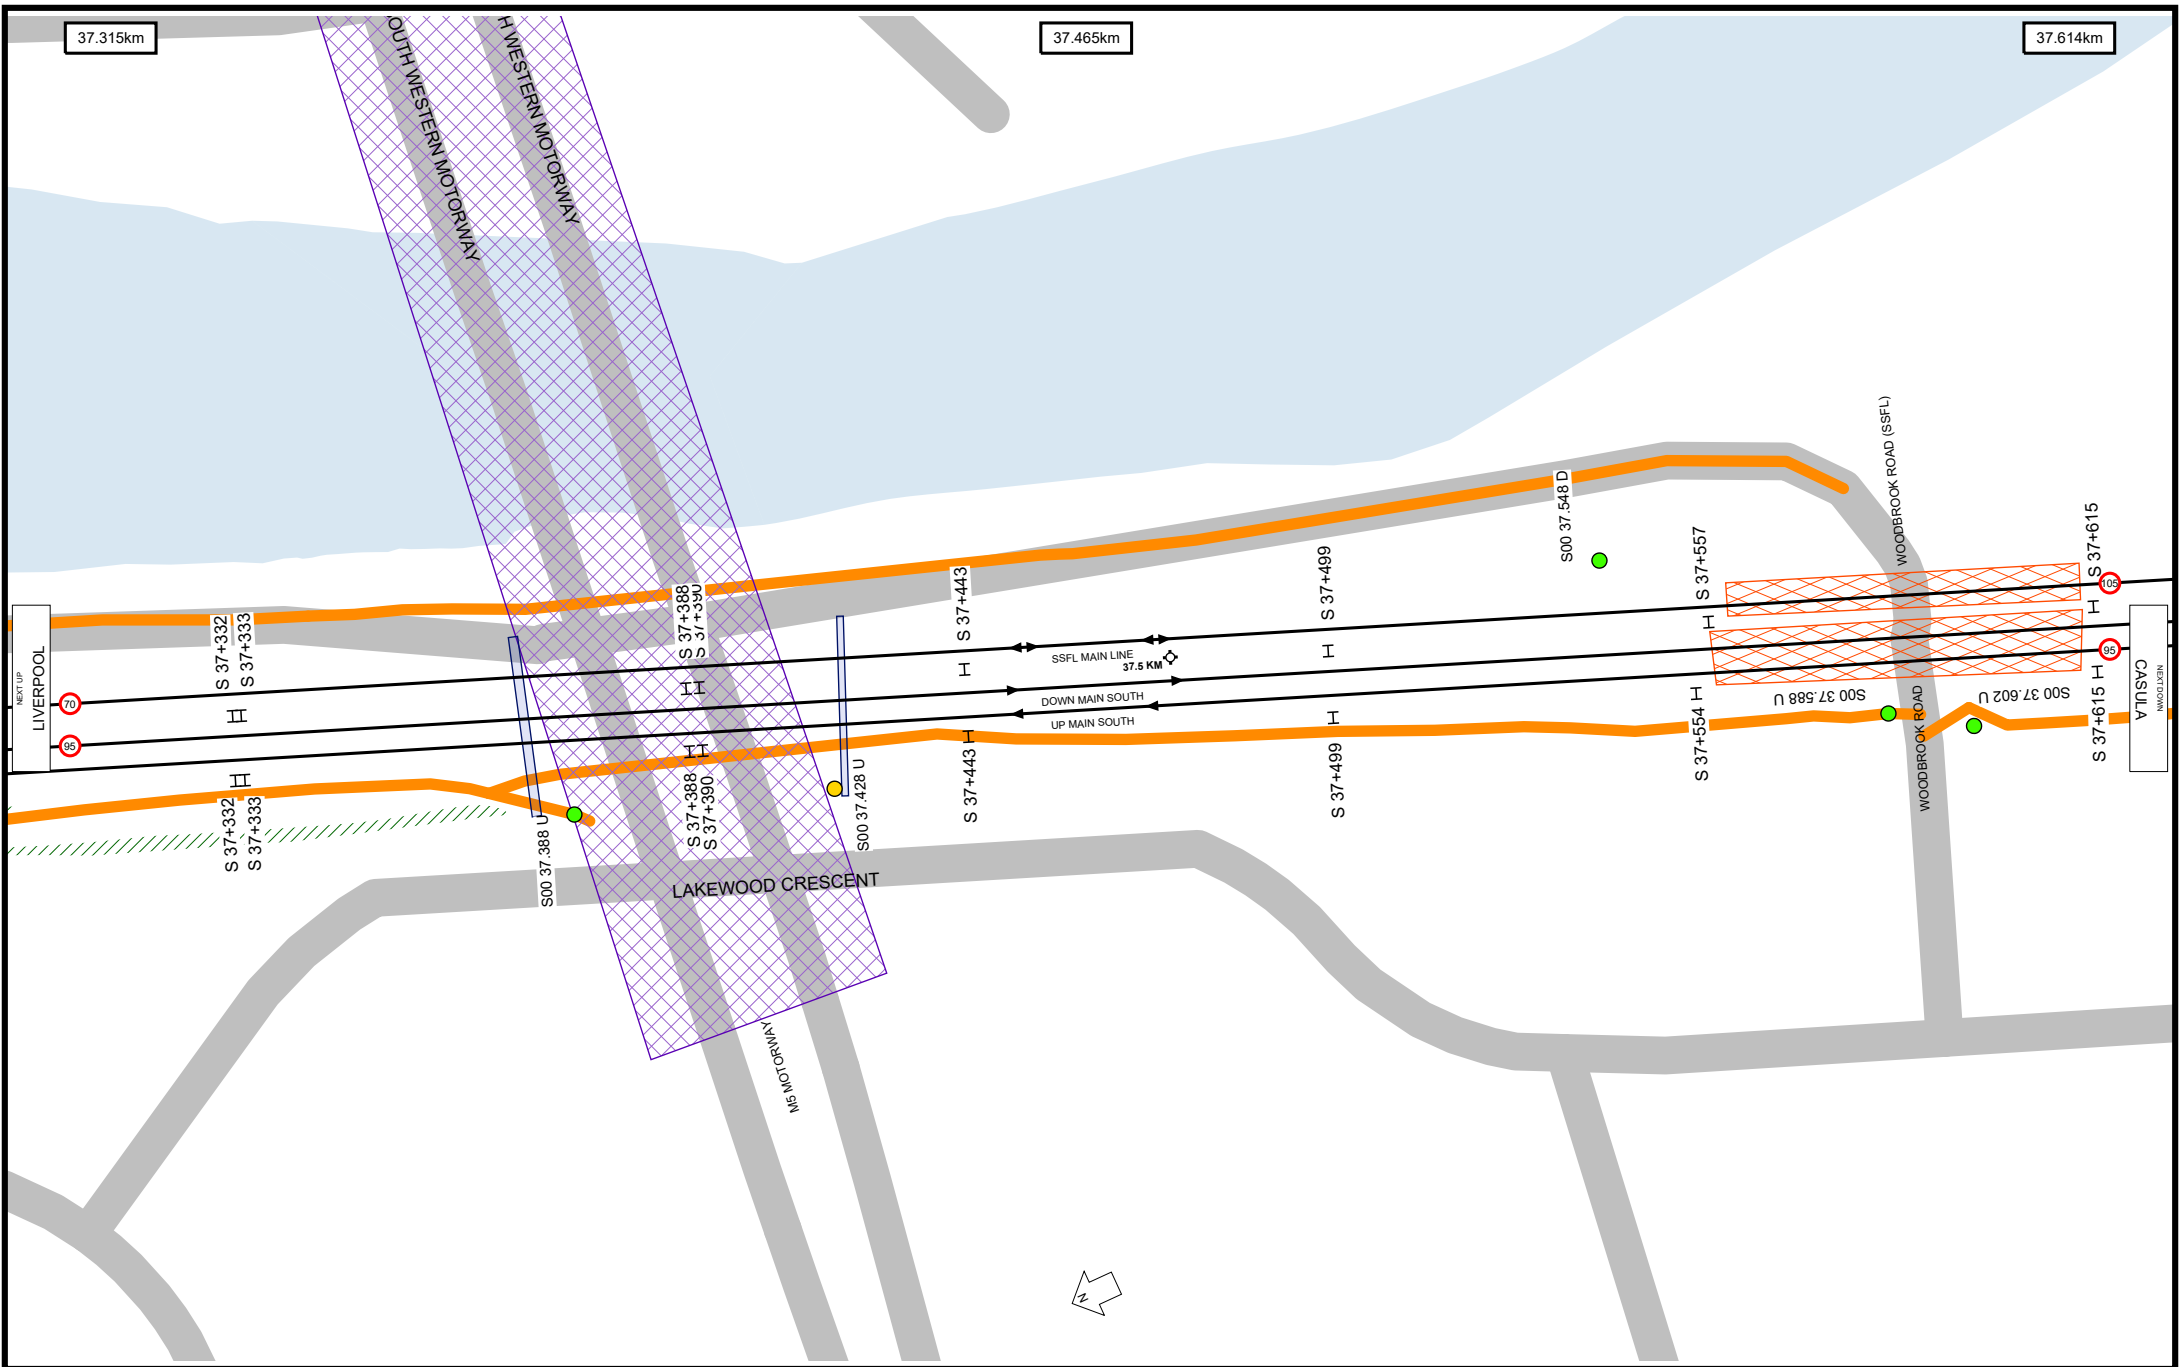 37.315km
37.465km
37.614km
OUTH WESTERN MOTORWAY
H WESTERN MOTORWAY
WOODBROOK ROAD (SSFL)
S00 37.548 D
S 37+557
S 37+615
S 37+499
S 37+443
S 37+388
S 37+390
S 37+332
S 37+333
105
NEXT UP
LIVERPOOL
70
95
SSFL MAIN LINE
37.5 KM
DOWN MAIN SOUTH
UP MAIN SOUTH
95
NEXT DOWN
CASULA
S00 37.588 U
S00 37.602 U
WOODBROOK ROAD
S 37+615
S 37+554
S 37+499
S 37+443
S00 37.428 U
S 37+388
S 37+390
S00 37.388 U
S 37+332
S 37+333
LAKEWOOD CRESCENT
M5 MOTORWAY
N